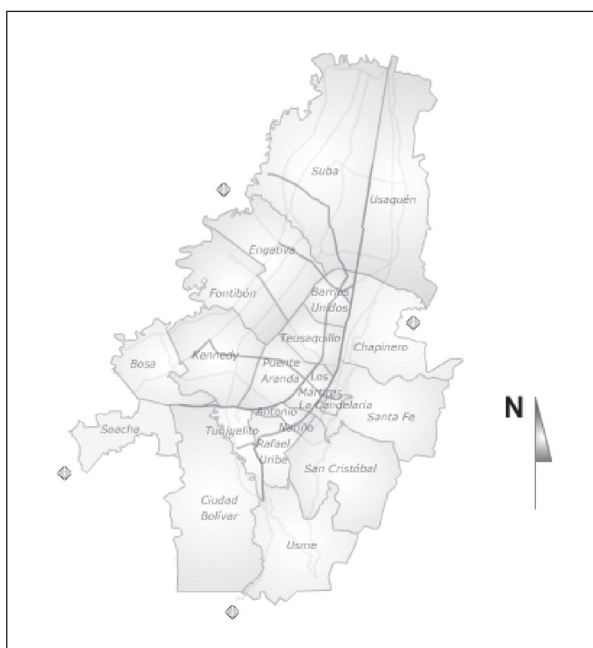 Suba
Usaquén
Engativa
Fontibón
Barrios
Unidos
Teusaquillo
Chapinero
Bosa
Kennedy
Puente
Aranda
Los
Mártires
La Candelaria
Santa Fe
Antonio
Nariño
Soacha
Tunjuelito
Rafael
Uribe
San Cristóbal
Ciudad
Bolívar
Usme
N